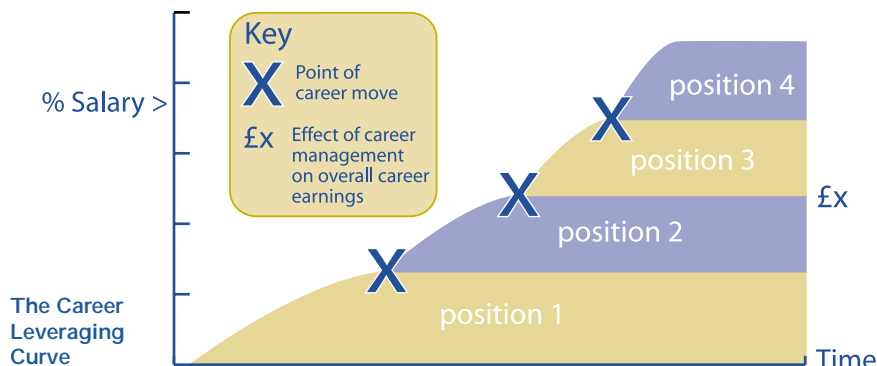 Key
X Point of
career move
£x Effect of career
management
on overall career
earnings
% Salary >
position 4
X
position 3
X
£x
position 2
X
position 1
The Career
Leveraging
Curve
Time